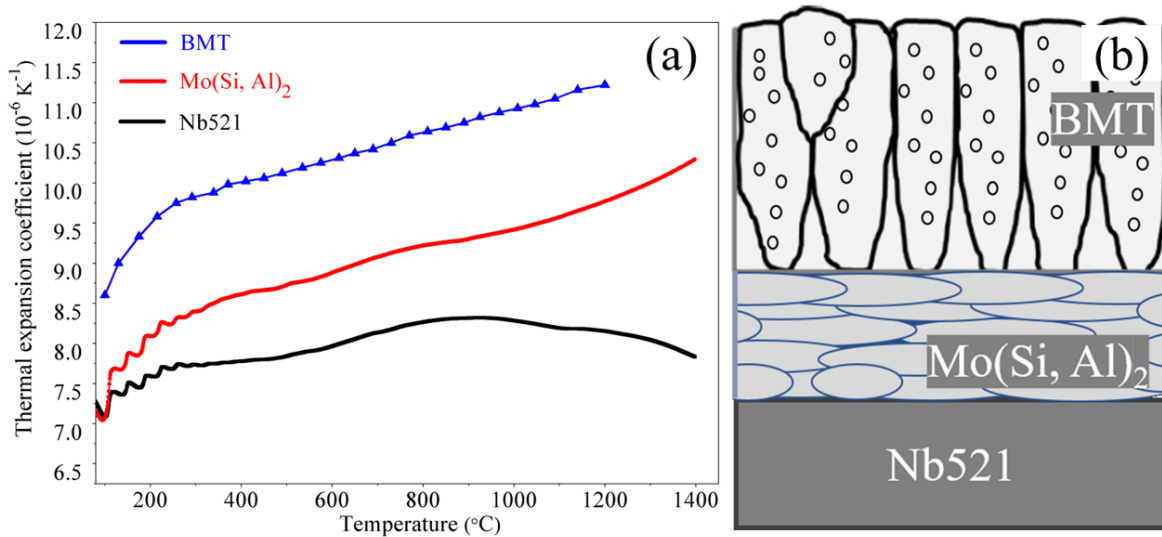 (a)
BMT
Mo(Si, Al)2
Nb521
Thermal expansion coefficient (10-6 K-1)
12.0
11.5
11.0
10.5
10.0
9.5
9.0
8.5
8.0
7.5
7.0
6.5
200
400
600
800
1000
1200
1400
Temperature (°C)
(b)
BMT
Mo(Si, Al)2
Nb521